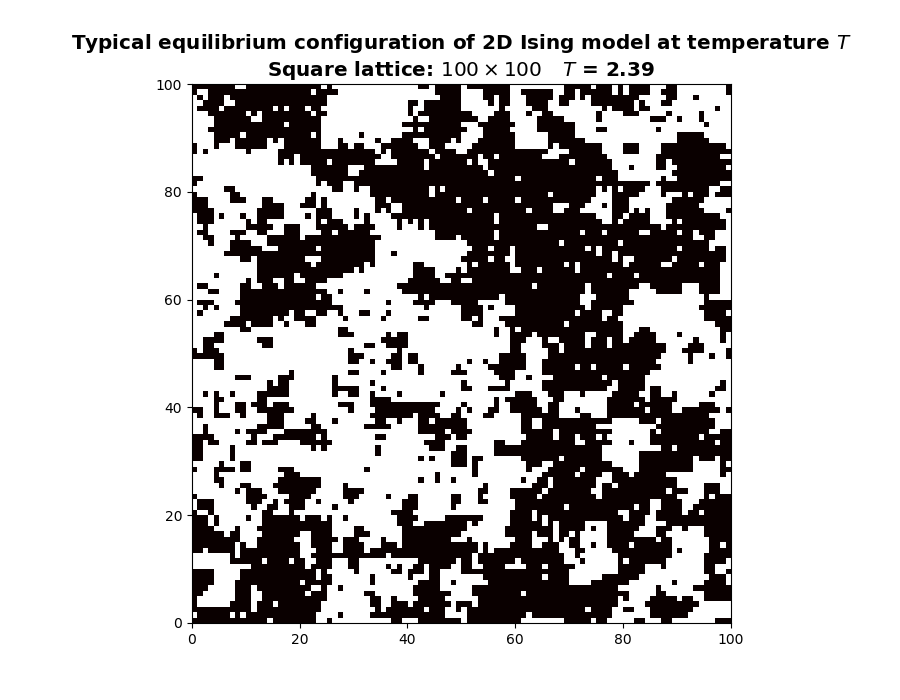 Typical equilibrium configuration of 2D Ising model at temperature T
Square lattice: 100 × 100 T = 2.39
100
80
60
40
20
0
0 20 40 60 80 100